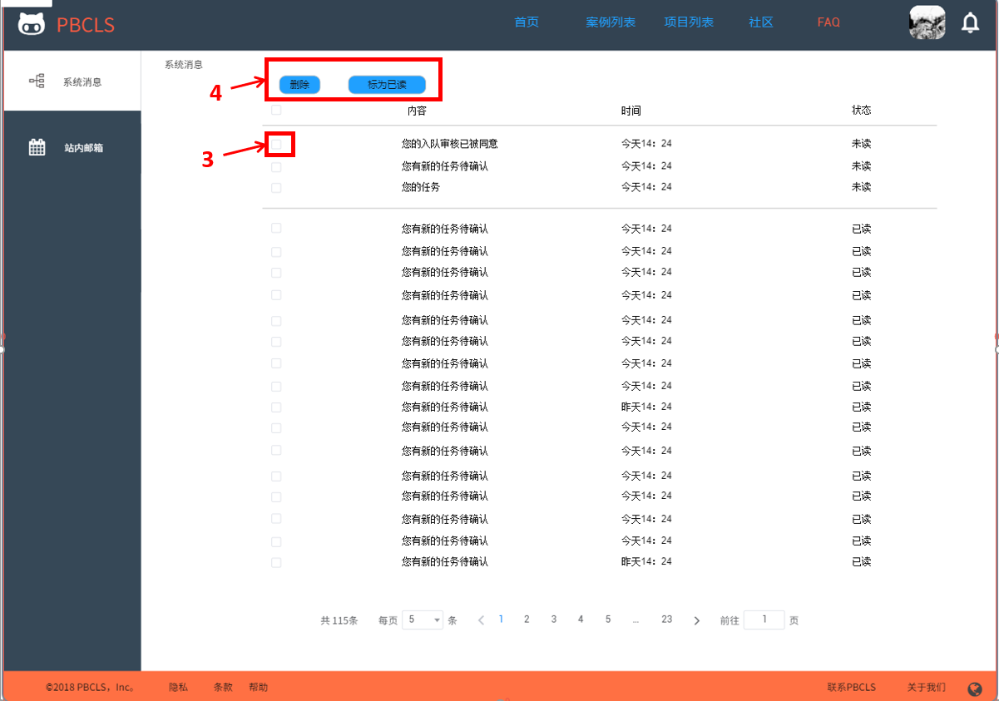 PBCLS 首页 案例列表 项目列表 社区 FAQ
系统消息
站内邮箱
系统消息
4 删除 标为已读
内容 时间 状态
3 您的入队审核已被同意 今天14：24 未读
您有新的任务待确认 今天14：24 未读
您的任务 今天14：24 未读
您有新的任务待确认 今天14：24 已读
您有新的任务待确认 今天14：24 已读
您有新的任务待确认 今天14：24 已读
您有新的任务待确认 今天14：24 已读
您有新的任务待确认 今天14：24 已读
您有新的任务待确认 今天14：24 已读
您有新的任务待确认 今天14：24 已读
您有新的任务待确认 今天14：24 已读
您有新的任务待确认 昨天14：24 已读
您有新的任务待确认 今天14：24 已读
您有新的任务待确认 今天14：24 已读
您有新的任务待确认 今天14：24 已读
您有新的任务待确认 今天14：24 已读
您有新的任务待确认 今天14：24 已读
您有新的任务待确认 今天14：24 已读
您有新的任务待确认 昨天14：24 已读
共 115条 每页 5 条 1 2 3 4 5 ... 23 前往 1 页
©2018 PBCLS，Inc。 隐私 条款 帮助 联系PBCLS 关于我们